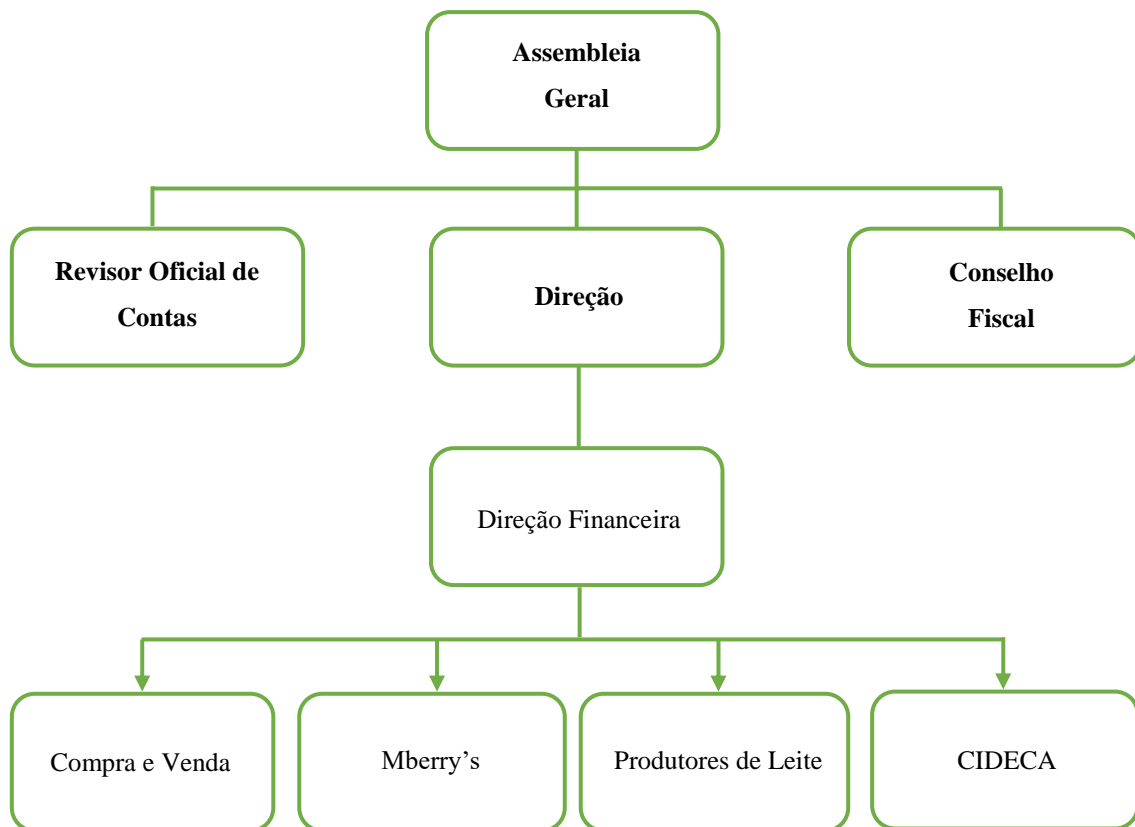 Assembleia
Geral
Revisor Oficial de
Contas
Direção
Conselho
Fiscal
Direção Financeira
Compra e Venda
Mberry’s
Produtores de Leite
CIDECA